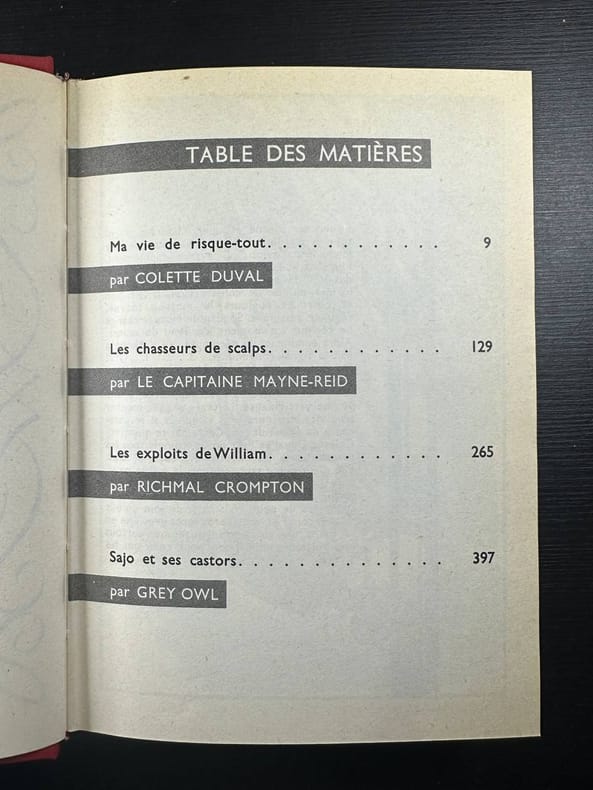 TABLE DES MATIÈRES
Ma vie de risque-tout. . . . . . . . . . . . . 9
par COLETTE DUVAL
Les chasseurs de scalps. . . . . . . . . . . . . 129
par LE CAPITAINE MAYNE-REID
Les exploits de William. . . . . . . . . . . . . 265
par RICHMAL CROMPTON
Sajo et ses castors. . . . . . . . . . . . . . . 397
par GREY OWL